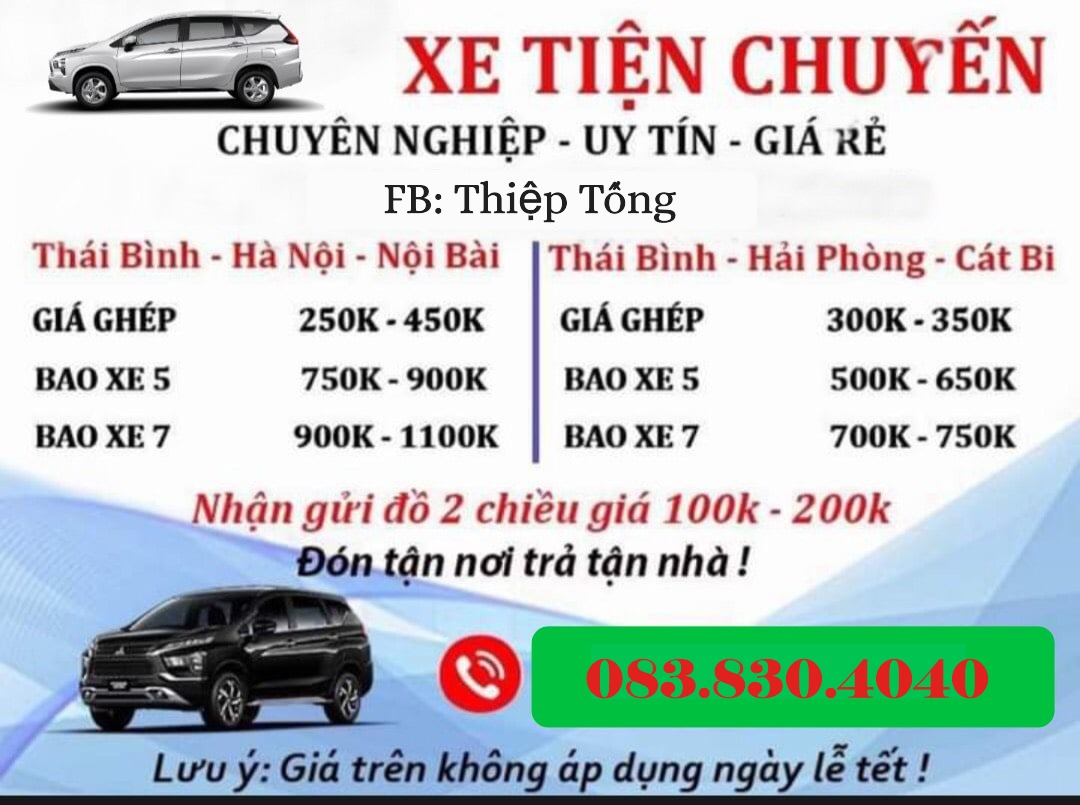 XE TIỆN CHUYẾN
CHUYÊN NGHIỆP - UY TÍN - GIÁ RẺ
FB: Thiệp Tống
Thái Bình - Hà Nội - Nội Bài
GIÁ GHÉP 250K - 450K
BAO XE 5 750K - 900K
BAO XE 7 900K - 1100K
Thái Bình - Hải Phòng - Cát Bi
GIÁ GHÉP 300K - 350K
BAO XE 5 500K - 650K
BAO XE 7 700K - 750K
Nhận gửi đồ 2 chiều giá 100k - 200k
Đón tận nơi trả tận nhà !
083.830.4040
Lưu ý: Giá trên không áp dụng ngày lễ tết !